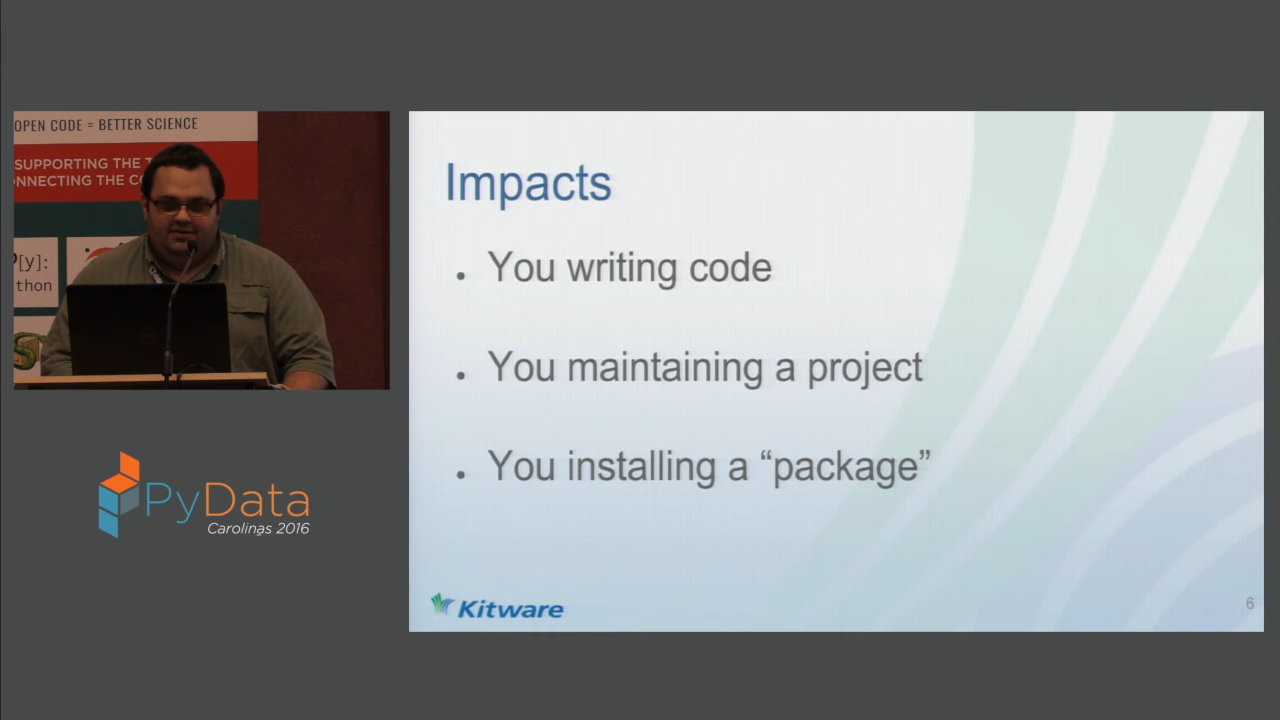 OPEN CODE = BETTER SCIENCE
SUPPORTING THE
NNECTING THE
[y]:
thon
PyData
Carolinas 2016
Impacts
You writing code
You maintaining a project
You installing a “package”
Kitware
6